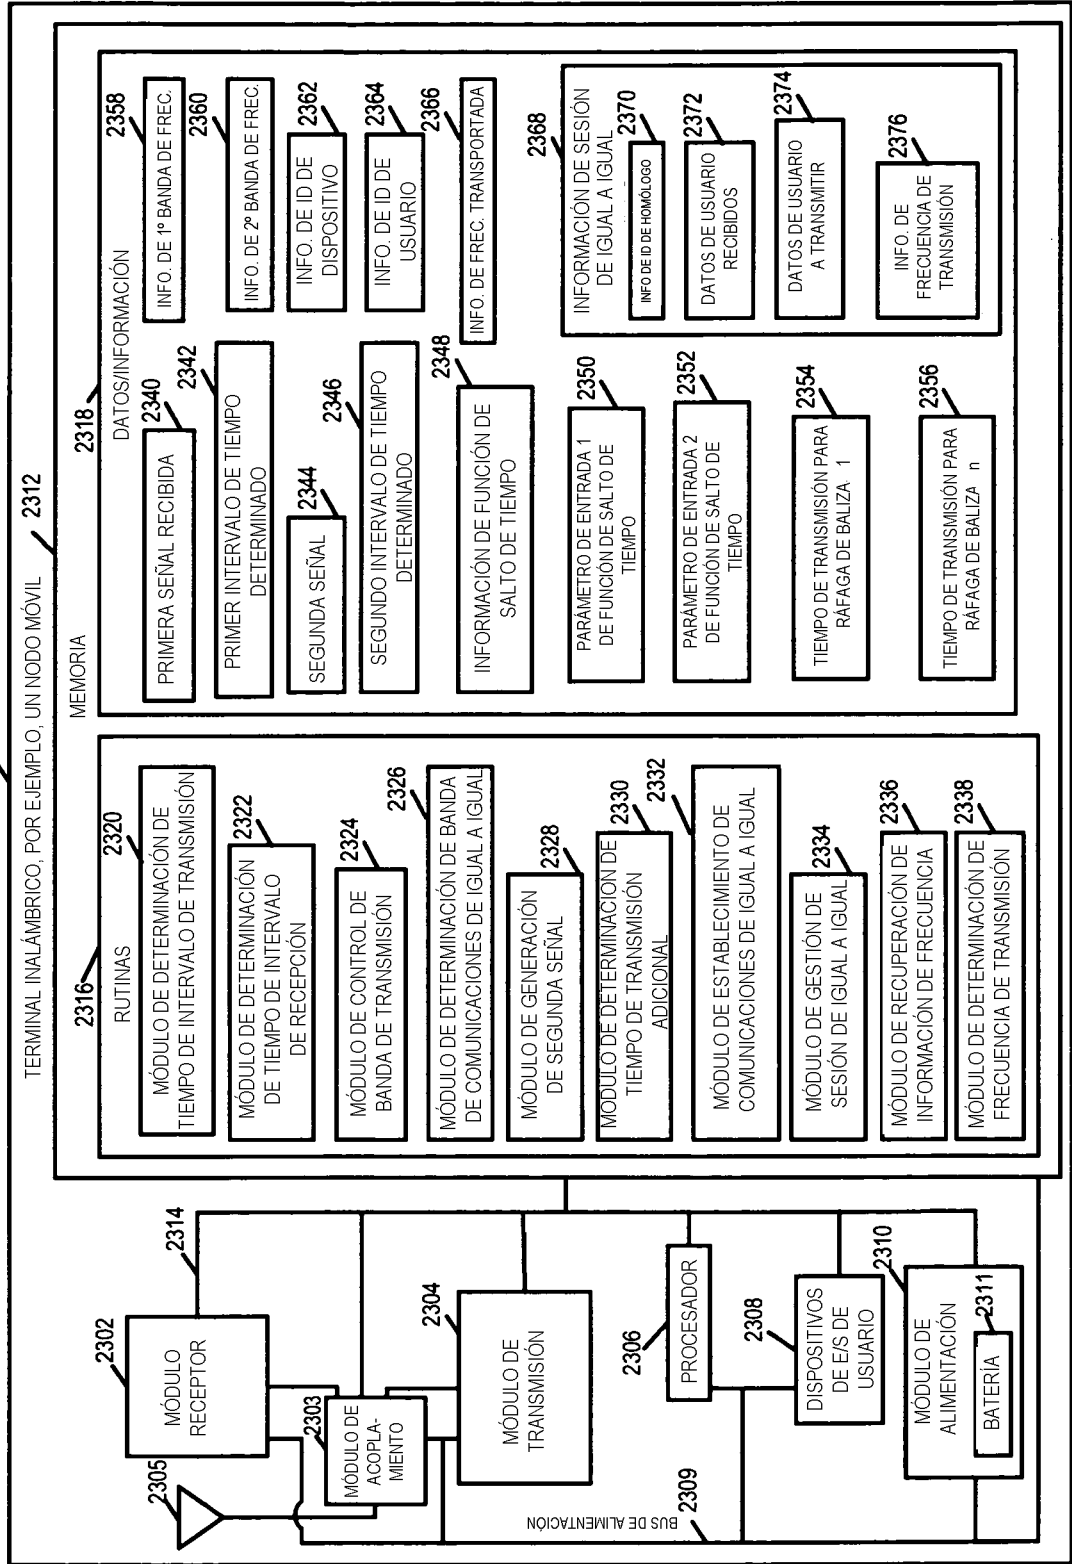 TERMINAL INALÁMBRICO, POR EJEMPLO, UN NODO MÓVIL
2312
MEMORIA
2302
MÓDULO
RECEPTOR
2314
2305
2303
MÓDULO DE
ACOPLA-
MIENTO
2304
MÓDULO DE
TRANSMISIÓN
2306
PROCESADOR
2308
DISPOSITIVOS
DE E/S DE
USUARIO
2310
MÓDULO DE
ALIMENTACIÓN
2311
BATERÍA
2309
BUS DE ALIMENTACIÓN
2316
RUTINAS
2320
MÓDULO DE DETERMINACIÓN DE
TIEMPO DE INTERVALO DE TRANSMISIÓN
2322
MÓDULO DE DETERMINACIÓN
DE TIEMPO DE INTERVALO
DE RECEPCIÓN
2324
MÓDULO DE CONTROL DE
BANDA DE TRANSMISIÓN
2326
MÓDULO DE DETERMINACIÓN DE BANDA
DE COMUNICACIONES DE IGUAL A IGUAL
2328
MÓDULO DE GENERACIÓN
DE SEGUNDA SEÑAL
2330
MODULO DE DETERMINACION DE
TIEMPO DE TRANSMISIÓN
ADICIONAL
2332
MÓDULO DE ESTABLECIMIENTO DE
COMUNICACIONES DE IGUAL A IGUAL
2334
MÓDULO DE GESTIÓN DE
SESIÓN DE IGUAL A IGUAL
2336
MÓDULO DE RECUPERACIÓN DE
INFORMACIÓN DE FRECUENCIA
2338
MÓDULO DE DETERMINACIÓN DE
FRECUENCIA DE TRANSMISIÓN
2318
DATOS/INFORMACIÓN
2340
PRIMERA SEÑAL RECIBIDA
2342
PRIMER INTERVALO DE TIEMPO
DETERMINADO
2344
SEGUNDA SEÑAL
2346
SEGUNDO INTERVALO DE TIEMPO
DETERMINADO
2348
INFORMACIÓN DE FUNCIÓN DE
SALTO DE TIEMPO
2350
PARÁMETRO DE ENTRADA 1
DE FUNCIÓN DE SALTO DE
TIEMPO
2352
PARÁMETRO DE ENTRADA 2
DE FUNCIÓN DE SALTO DE
TIEMPO
2354
TIEMPO DE TRANSMISIÓN PARA
RÁFAGA DE BALIZA 1
2356
TIEMPO DE TRANSMISIÓN PARA
RÁFAGA DE BALIZA n
2358
INFO. DE 1º BANDA DE FREC.
2360
INFO. DE 2º BANDA DE FREC.
2362
INFO. DE ID DE
DISPOSITIVO
2364
INFO. DE ID DE
USUARIO
2366
INFO. DE FREC. TRANSPORTADA
2368
INFORMACIÓN DE SESIÓN
DE IGUAL A IGUAL
2370
INFO DE ID DE HOMÓLOGO
2372
DATOS DE USUARIO
RECIBIDOS
2374
DATOS DE USUARIO
A TRANSMITIR
2376
INFO. DE
FRECUENCIA DE
TRANSMISIÓN